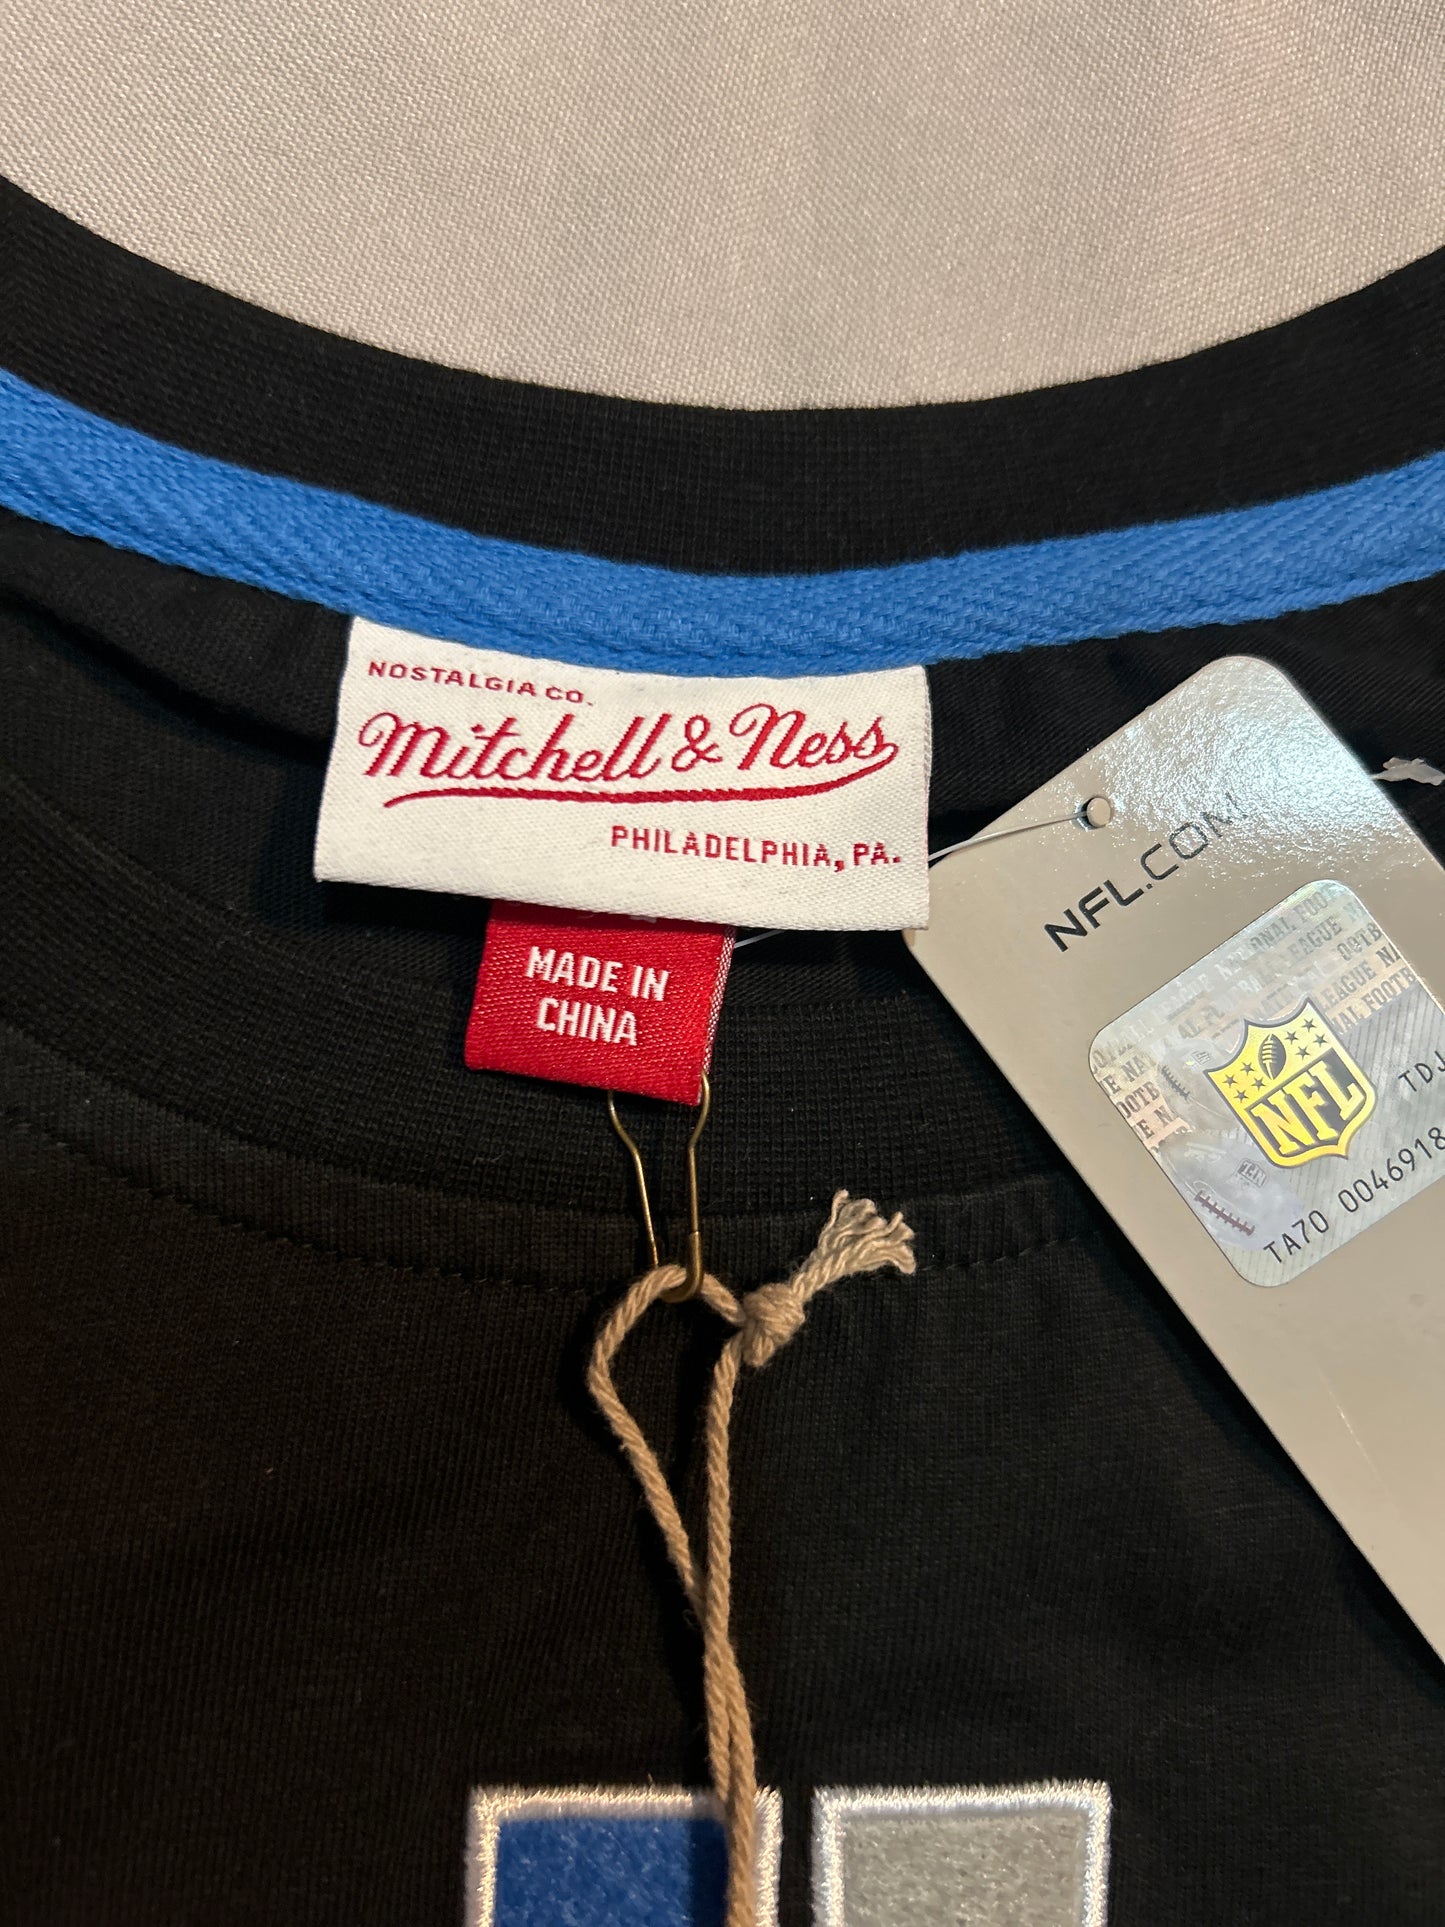 NOSTALGIA CO.
Mitchell & Ness
PHILADELPHIA, PA.
MADE IN
CHINA
NFL.COM
NFL
TDJ
TA70 0046918